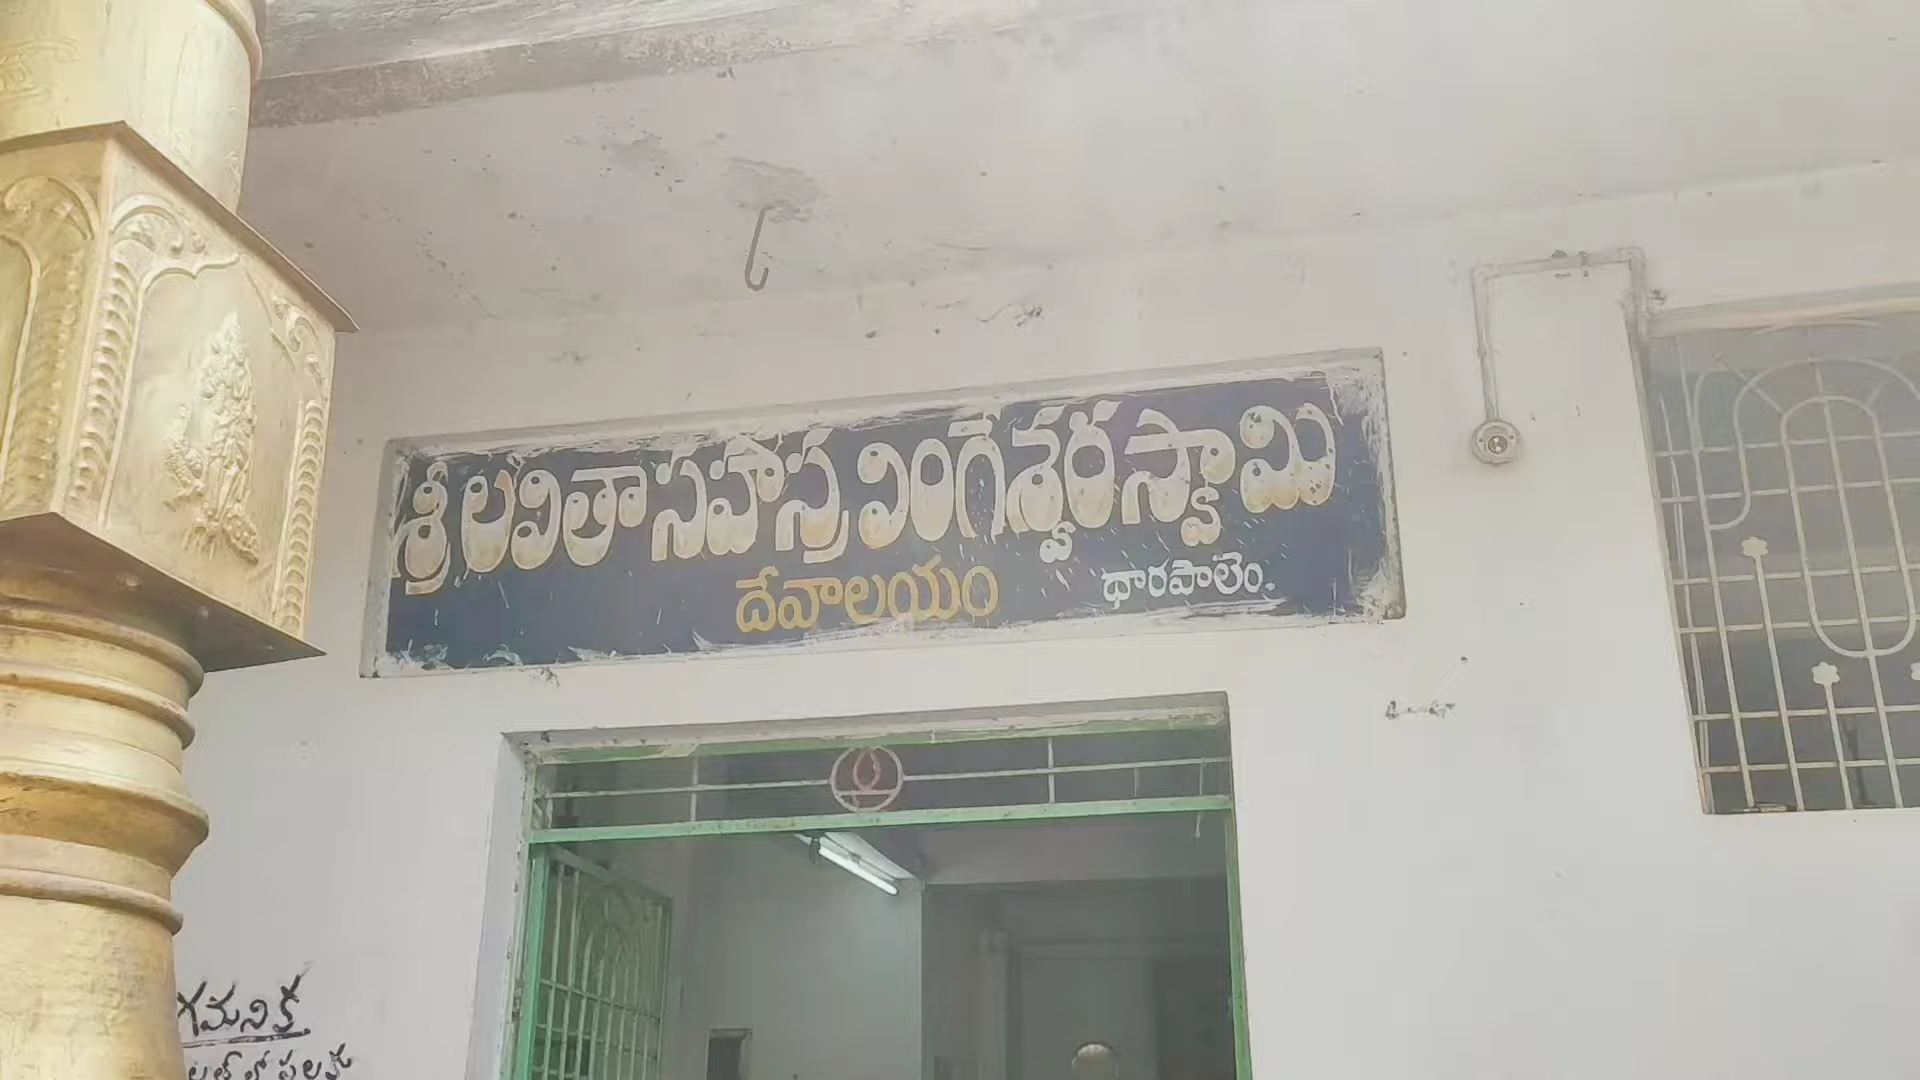 శ్రీ లలితా సహస్ర లింగేశ్వర స్వామి
దేవాలయం
థారపాలెం.
గమనిక